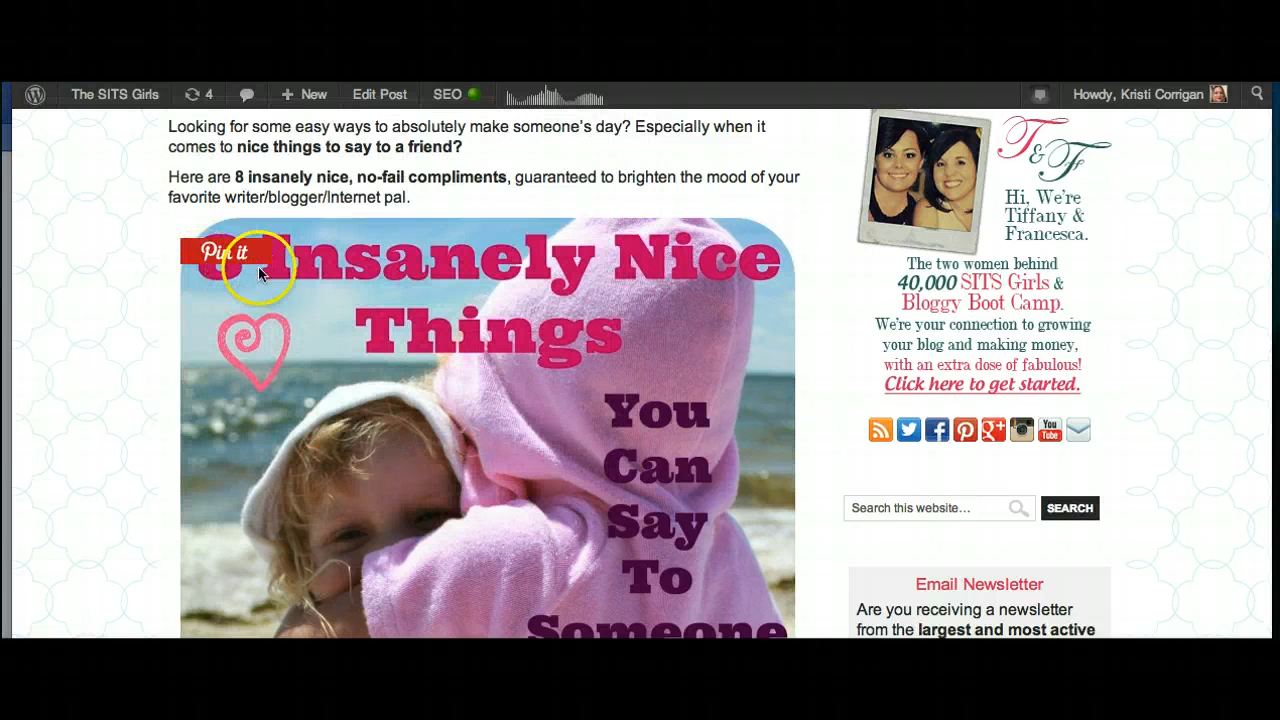 The SITS Girls 4 New Edit Post SEO Howdy, Kristi Corrigan
Looking for some easy ways to absolutely make someone's day? Especially when it
comes to nice things to say to a friend?
Here are 8 insanely nice, no-fail compliments, guaranteed to brighten the mood of your
favorite writer/blogger/Internet pal.
Pin it
8 Insanely Nice
Things
You
Can
Say
To
Someone
T & F
Hi, We're
Tiffany &
Francesca.
The two women behind
40,000 SITS Girls &
Bloggy Boot Camp.
We're your connection to growing
your blog and making money,
with an extra dose of fabulous!
Click here to get started.
You
Tube
Search this website... SEARCH
Email Newsletter
Are you receiving a newsletter
from the largest and most active